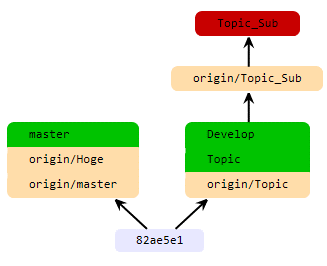 Topic_Sub
origin/Topic_Sub
master
origin/Hoge
origin/master
Develop
Topic
origin/Topic
82ae5e1